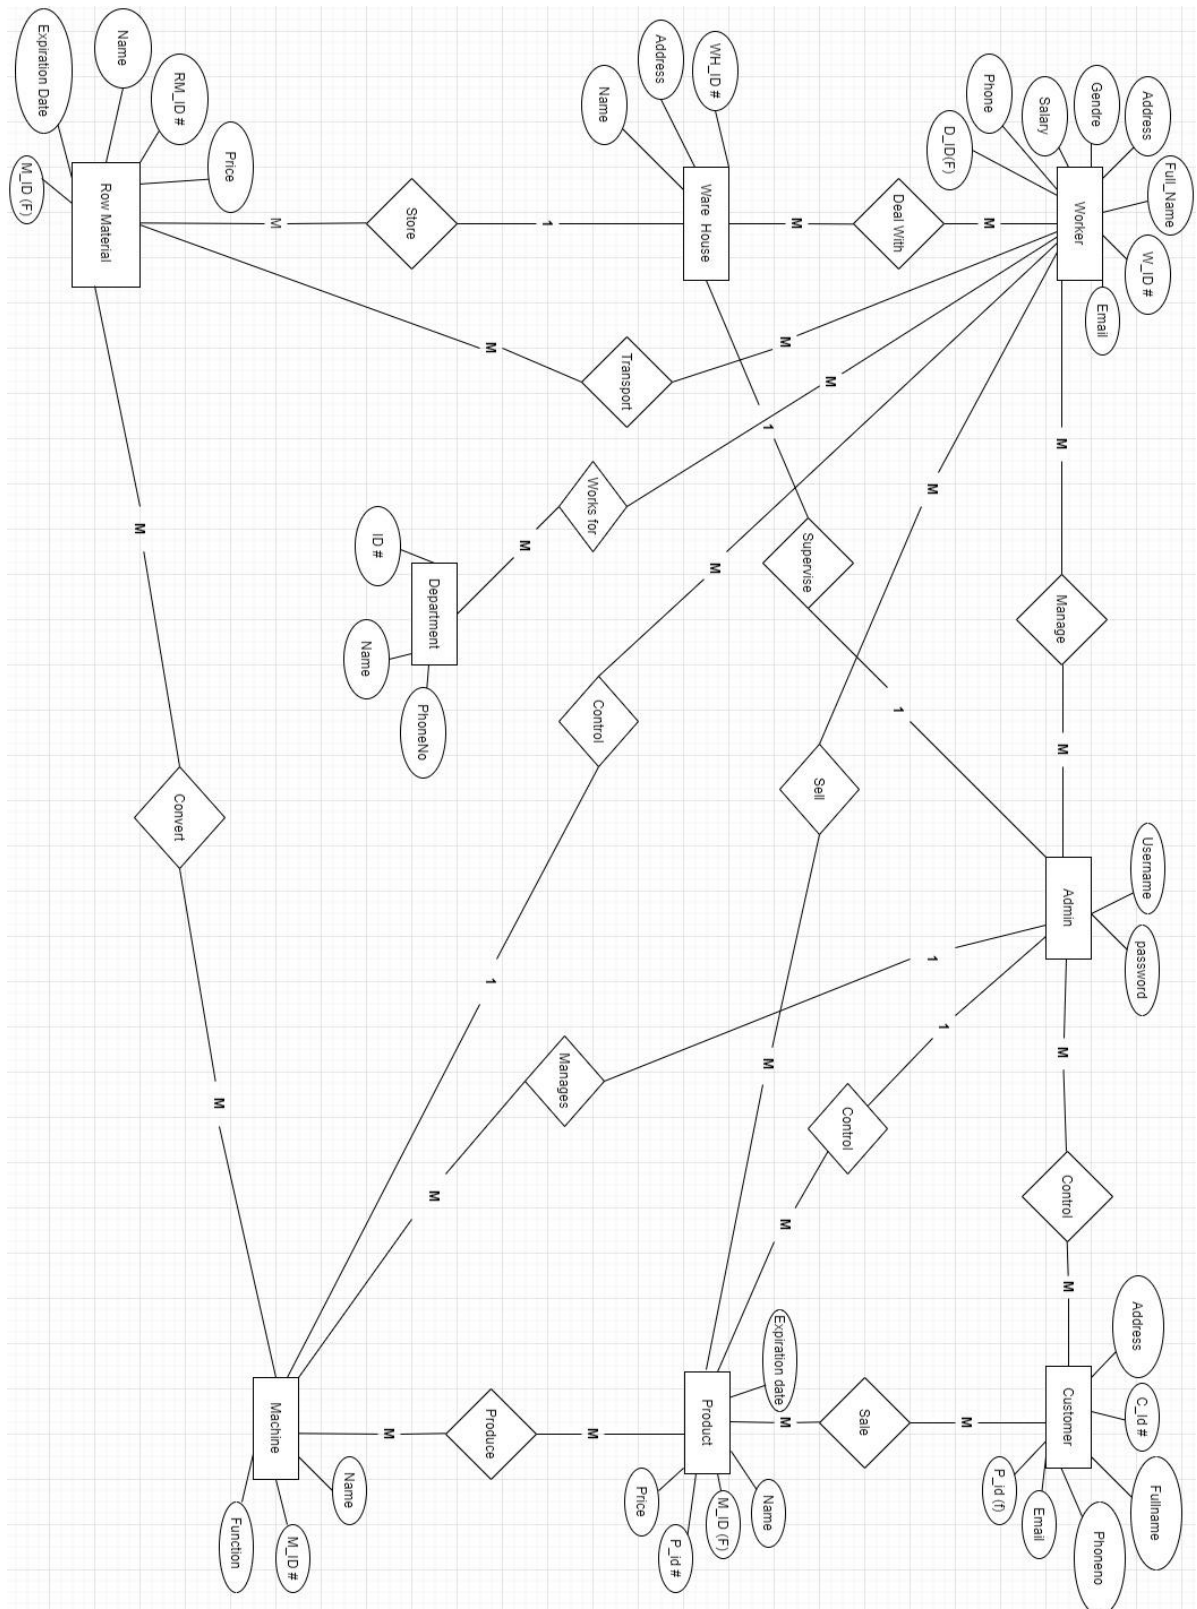 Worker
Address
Gendre
Salary
Phone
D_ID(F)
Full_Name
W_ID #
Email
M
Manage
M
Admin
Username
password
M
Control
M
Customer
Address
C_Id #
Fullname
Phoneno
Email
P_id (f)
M
Deal With
M
Ware House
WH_ID #
Address
Name
M
Transport
M
M
Works for
M
Department
ID #
Name
PhoneNo
M
Control
1
M
Sell
M
1
Supervise
1
1
Manages
M
1
Control
M
M
Sale
M
Product
Expiration date
Name
M_ID (F)
P_id #
Price
1
Store
M
Row Material
Price
RM_ID #
Name
Expiration Date
M_ID (F)
M
Convert
M
Machine
Name
M_ID #
Function
M
Produce
M